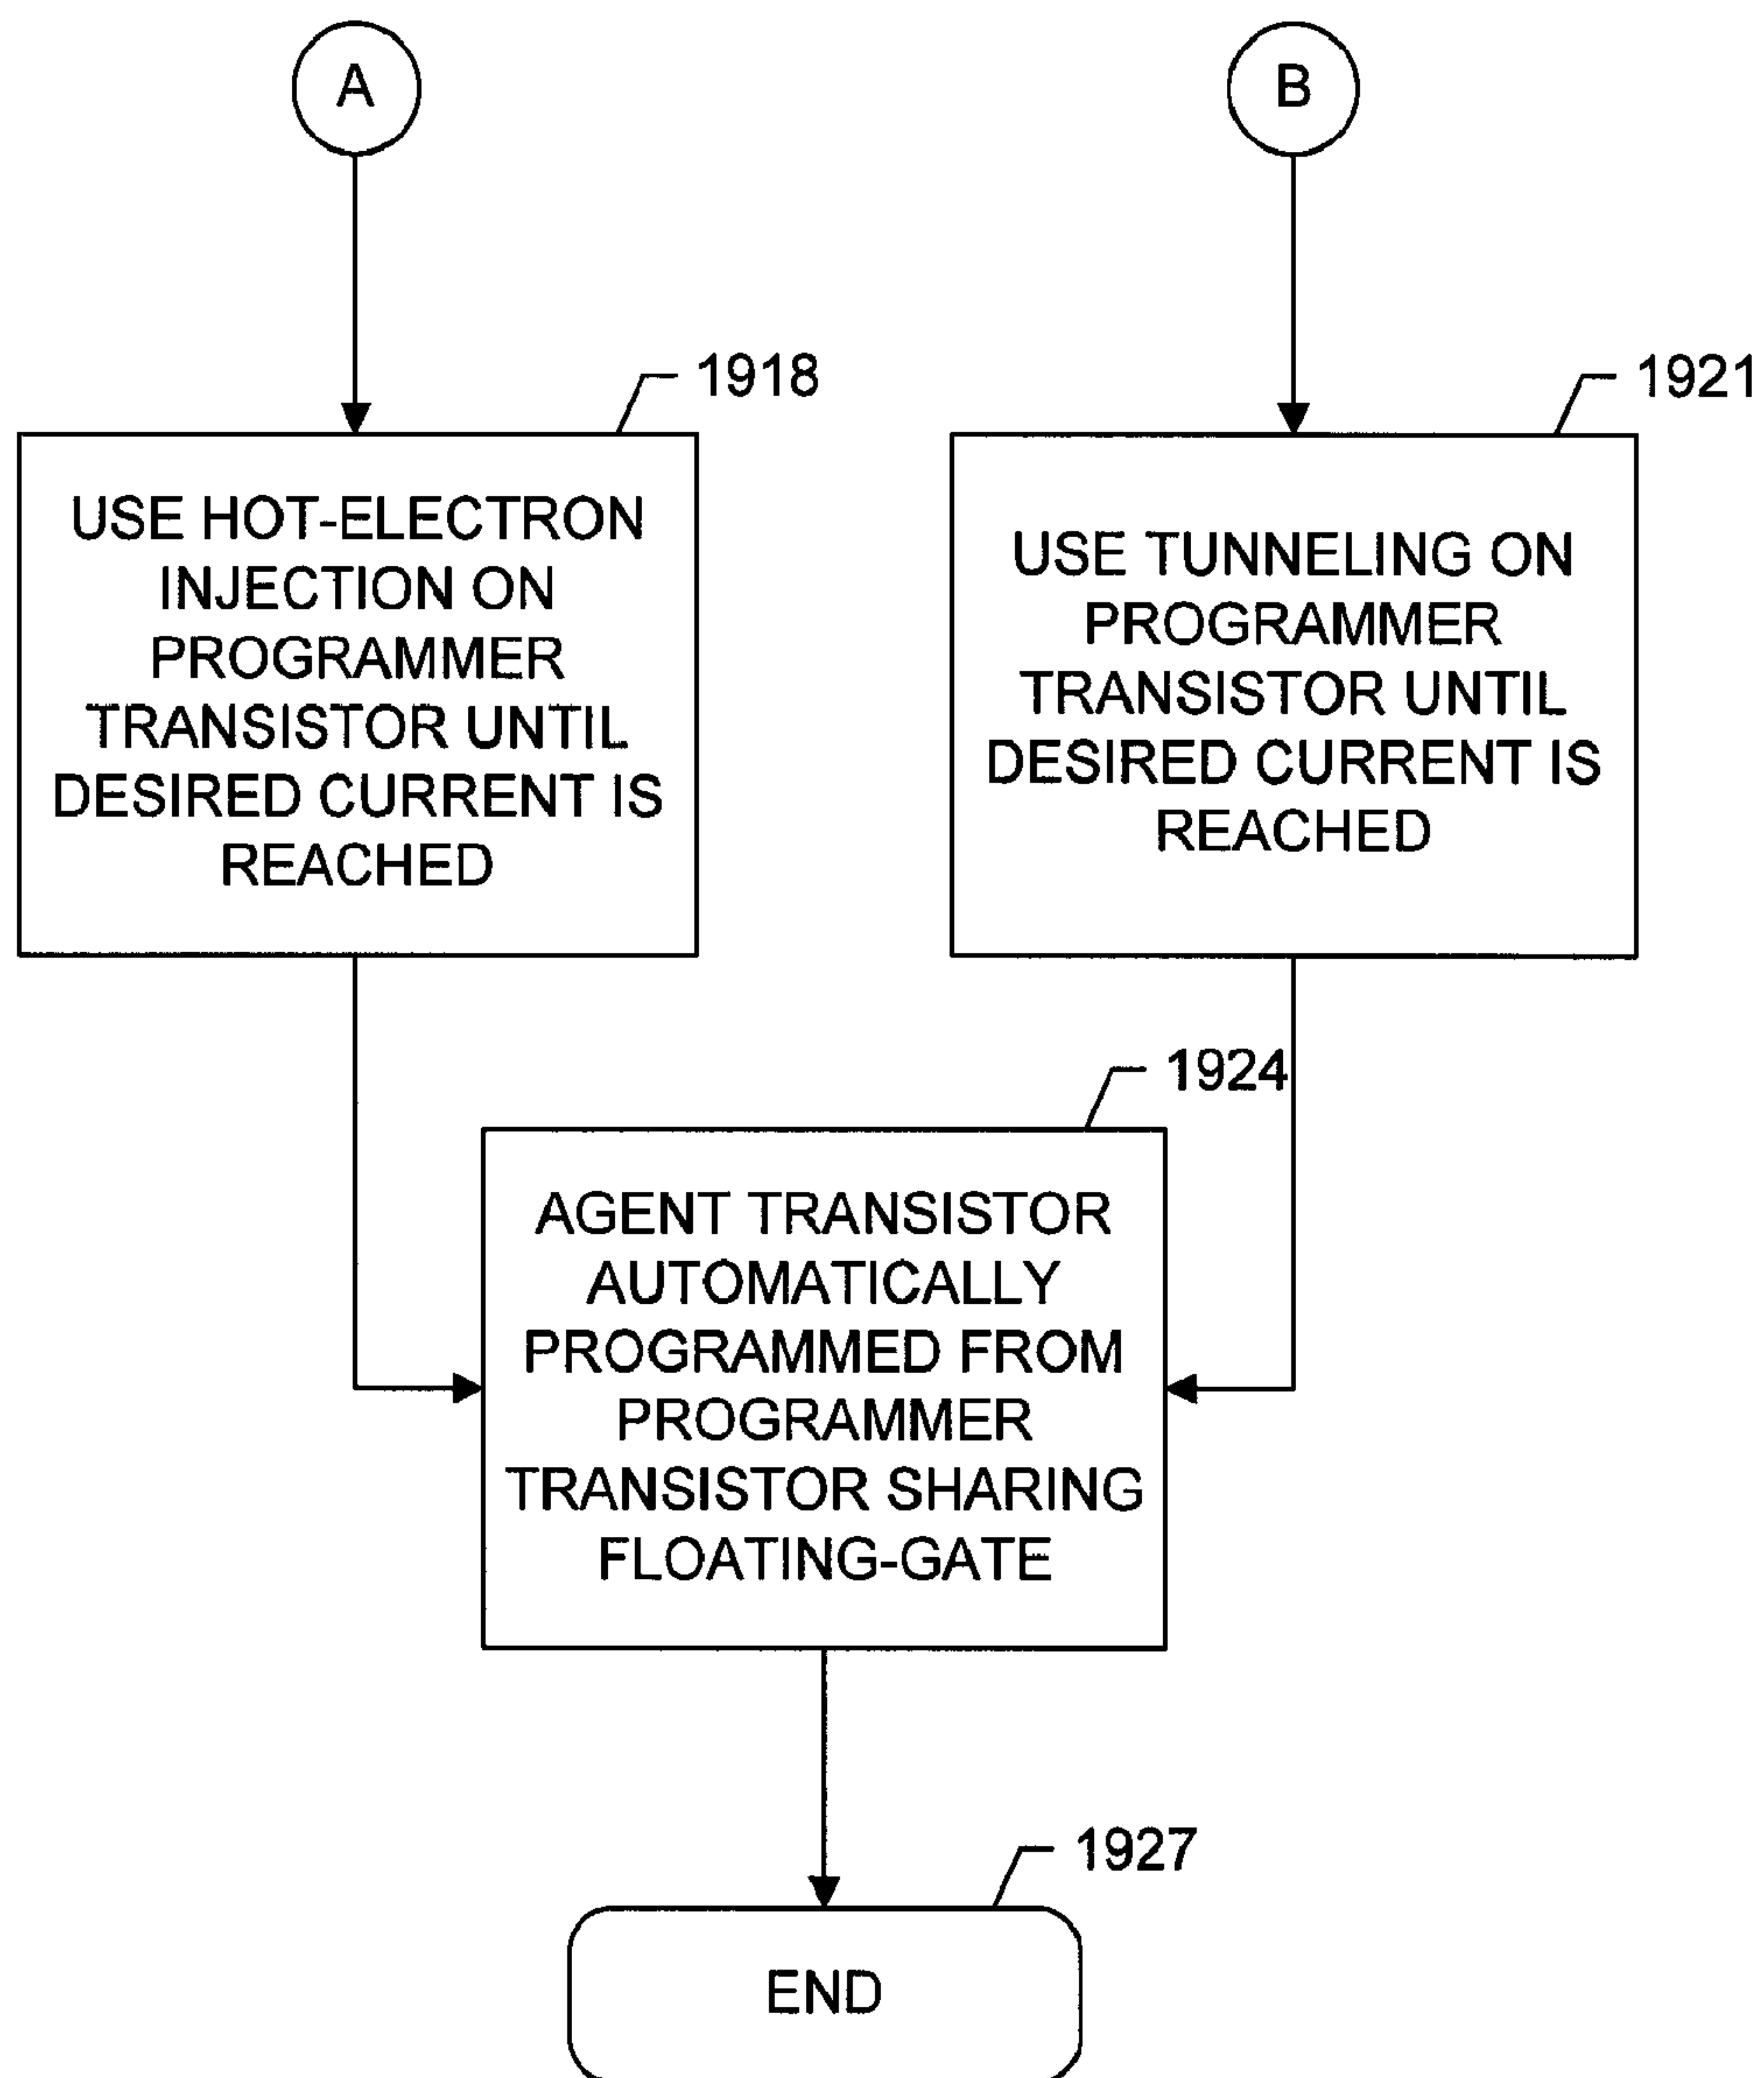 A
B
1918
1921
USE HOT-ELECTRON
INJECTION ON
PROGRAMMER
TRANSISTOR UNTIL
DESIRED CURRENT IS
REACHED
USE TUNNELING ON
PROGRAMMER
TRANSISTOR UNTIL
DESIRED CURRENT IS
REACHED
1924
AGENT TRANSISTOR
AUTOMATICALLY
PROGRAMMED FROM
PROGRAMMER
TRANSISTOR SHARING
FLOATING-GATE
1927
END